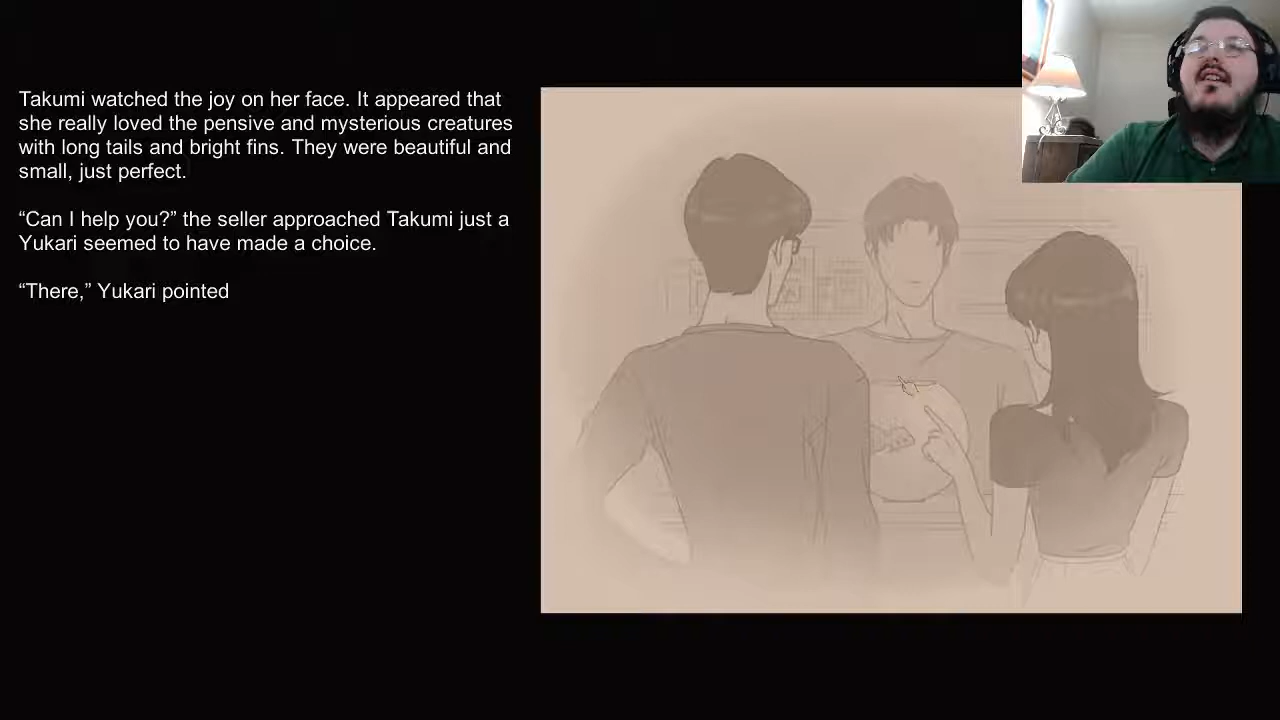 Takumi watched the joy on her face. It appeared that
she really loved the pensive and mysterious creatures
with long tails and bright fins. They were beautiful and
small, just perfect.
“Can I help you?” the seller approached Takumi just a
Yukari seemed to have made a choice.
“There,” Yukari pointed